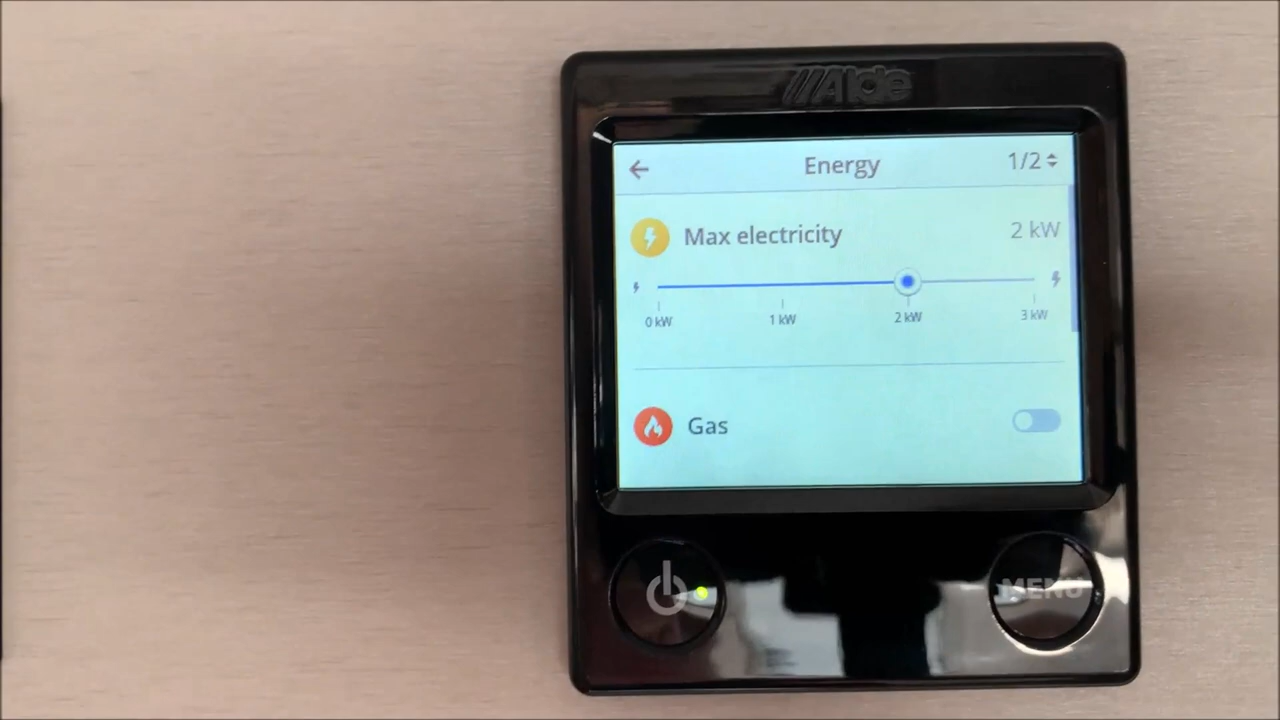 Alde
Energy 1/2
Max electricity 2 kW
0 kW 1 kW 2 kW 3 kW
Gas
MENU